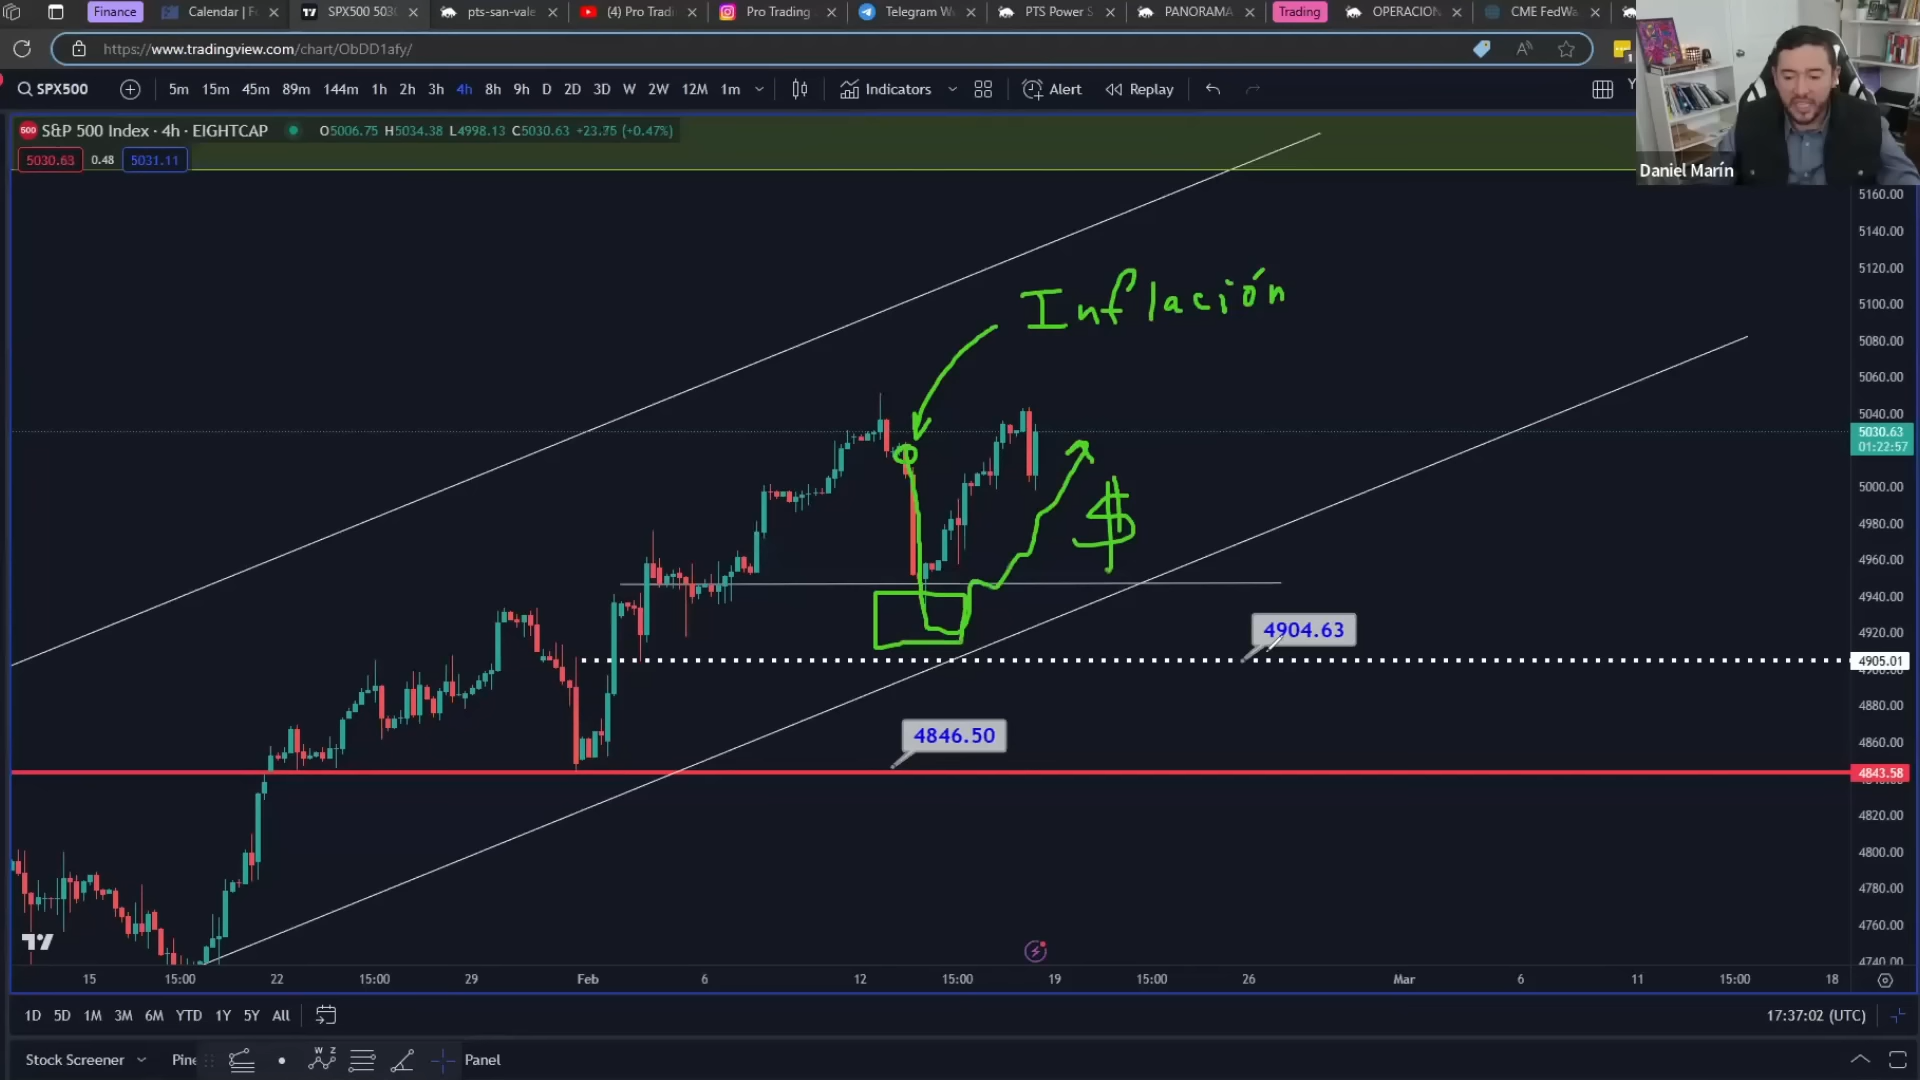 Finance
Calendar | F
SPX500 503
pts-san-vale
(4) Pro Tradi
Pro Trading
Telegram W
PTS Power S
PANORAMA
Trading
OPERACION
CME FedWa
https://www.tradingview.com/chart/ObDD1afy/
SPX500 5m 15m 45m 89m 144m 1h 2h 3h 4h 8h 9h D 2D 3D W 2W 12M 1m Indicators Alert Replay
Daniel Marín
S&P 500 Index · 4h · EIGHTCAP O5006.75 H5034.38 L4998.13 C5030.63 +23.75 (+0.47%)
5030.63 0.48 5031.11
5160.00
5140.00
5120.00
5100.00
5080.00
5060.00
5040.00
5030.63
01:22:57
5000.00
4980.00
4960.00
4940.00
4920.00
4905.01
4880.00
4860.00
4843.58
4820.00
4800.00
4780.00
4760.00
4740.00
Inflación
$
4904.63
4846.50
15 15:00 22 15:00 29 Feb 6 12 15:00 19 15:00 26 Mar 6 11 15:00 18
1D 5D 1M 3M 6M YTD 1Y 5Y All
17:37:02 (UTC)
Stock Screener Pine Panel